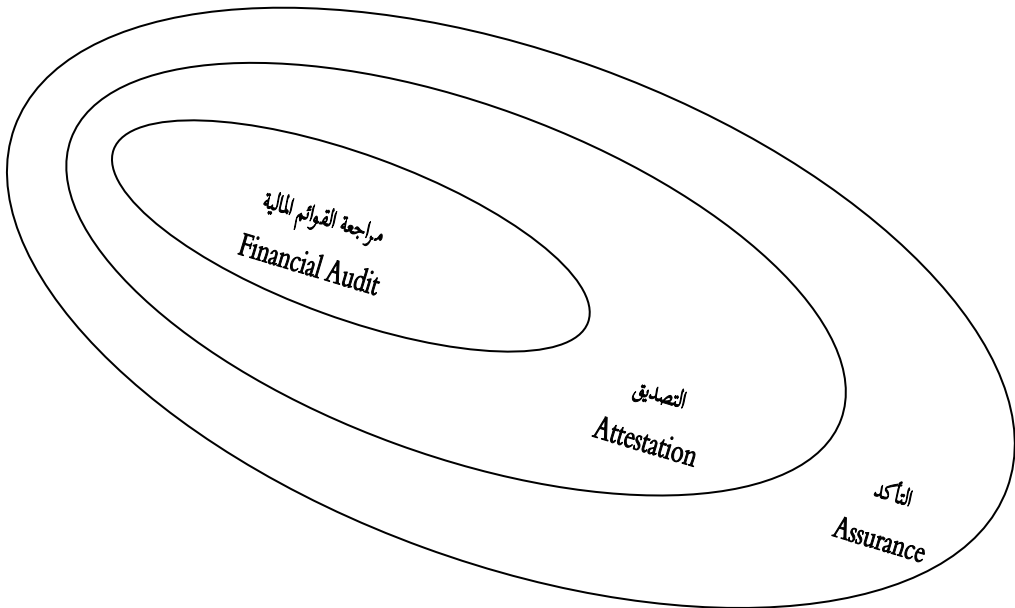 مراجعة القوائم المالية
Financial Audit
التصديق
Attestation
التأكد
Assurance